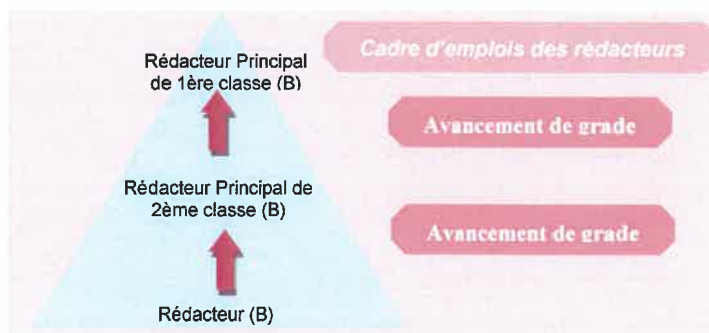 Cadre d'emplois des rédacteurs
Rédacteur Principal
de 1ère classe (B)
Avancement de grade
Rédacteur Principal de
2ème classe (B)
Avancement de grade
Rédacteur (B)